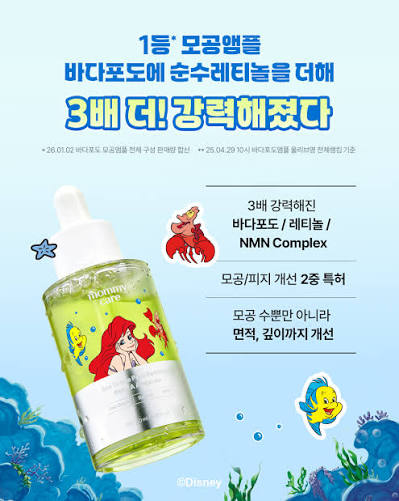 1등* 모공앰플
바다포도에 순수레티놀을 더해
3배 더! 강력해졌다
*26.01.02 바다포도 모공앰플 전체 구성 판매량 합산 **25.04.29 10시 바다포도앰플 올리브영 전체랭킹 기준
3배 강력해진
바다포도 / 레티놀 /
NMN Complex
모공/피지 개선 2중 특허
모공 수뿐만 아니라
면적, 깊이까지 개선
mommy
care
©Disney